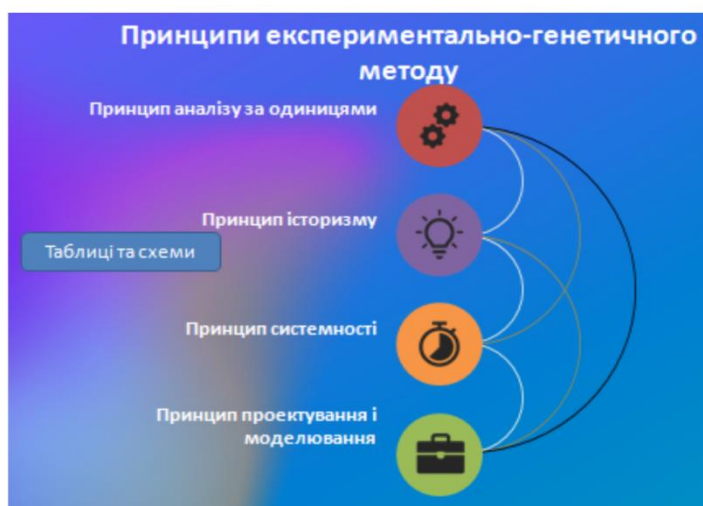 Принципи експериментально-генетичного
методу
Принцип аналізу за одиницями
Принцип історизму
Таблиці та схеми
Принцип системності
Принцип проектування і
моделювання